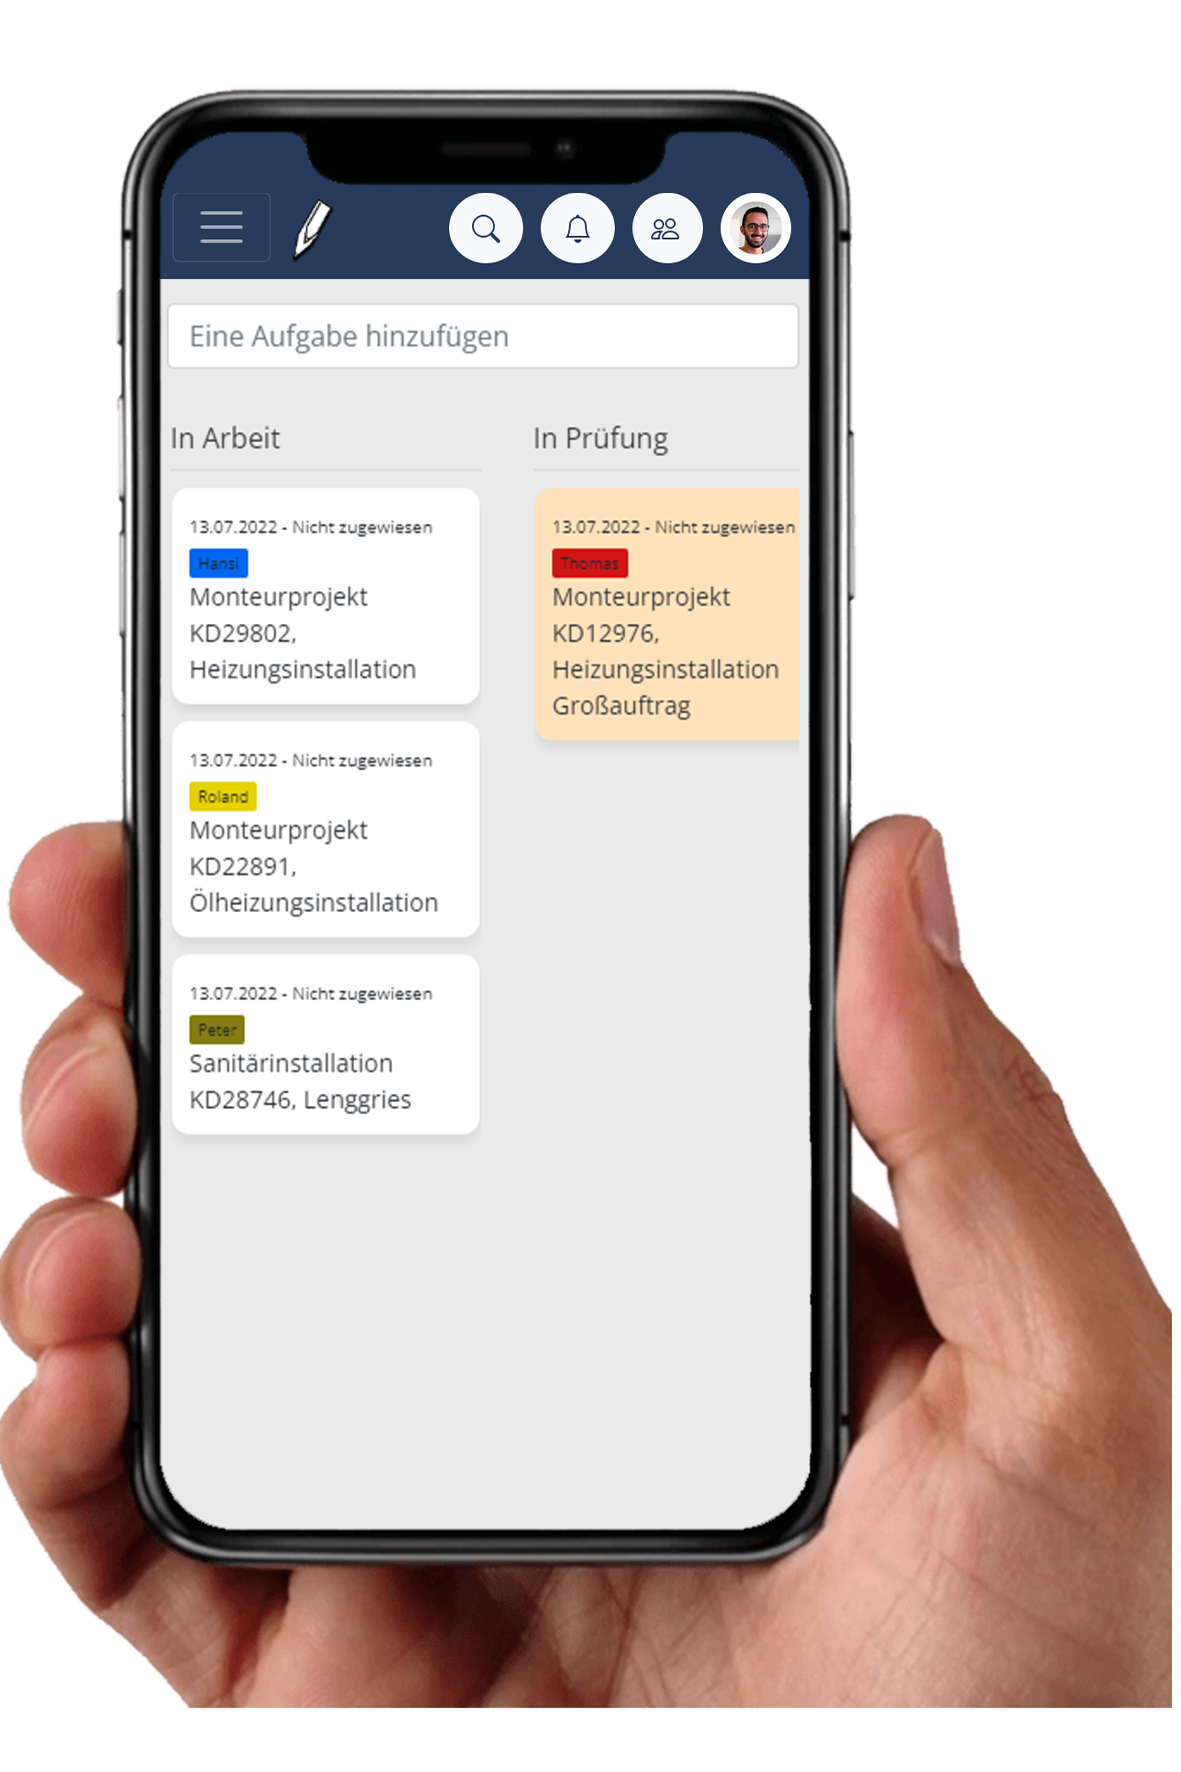 Eine Aufgabe hinzufügen
In Arbeit
13.07.2022 - Nicht zugewiesen
Hansi
Monteurprojekt
KD29802,
Heizungsinstallation
13.07.2022 - Nicht zugewiesen
Roland
Monteurprojekt
KD22891,
Ölheizungsinstallation
13.07.2022 - Nicht zugewiesen
Peter
Sanitärinstallation
KD28746, Lenggries
In Prüfung
13.07.2022 - Nicht zugewiesen
Thomas
Monteurprojekt
KD12976,
Heizungsinstallation
Großauftrag